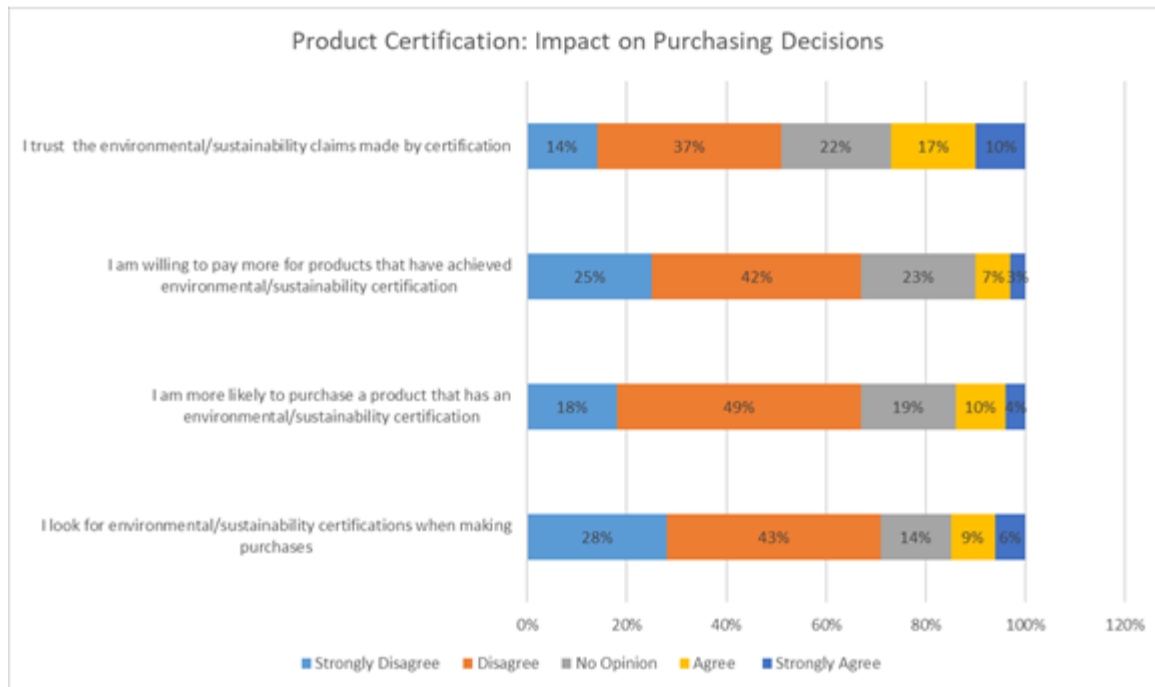 Product Certification: Impact on Purchasing Decisions
I trust the environmental/sustainability claims made by certification
14% 37% 22% 17% 10%
I am willing to pay more for products that have achieved
environmental/sustainability certification
25% 42% 23% 7% 3%
I am more likely to purchase a product that has an
environmental/sustainability certification
18% 49% 19% 10% 4%
I look for environmental/sustainability certifications when making
purchases
28% 43% 14% 9% 6%
0% 20% 40% 60% 80% 100% 120%
Strongly Disagree Disagree No Opinion Agree Strongly Agree